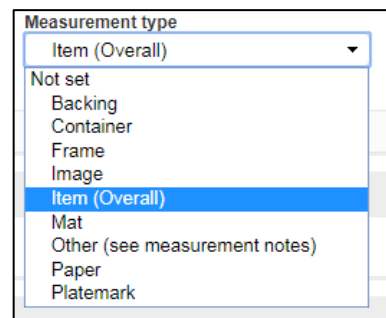 Measurement type
Item (Overall)
Not set
Backing
Container
Frame
Image
Item (Overall)
Mat
Other (see measurement notes)
Paper
Platemark